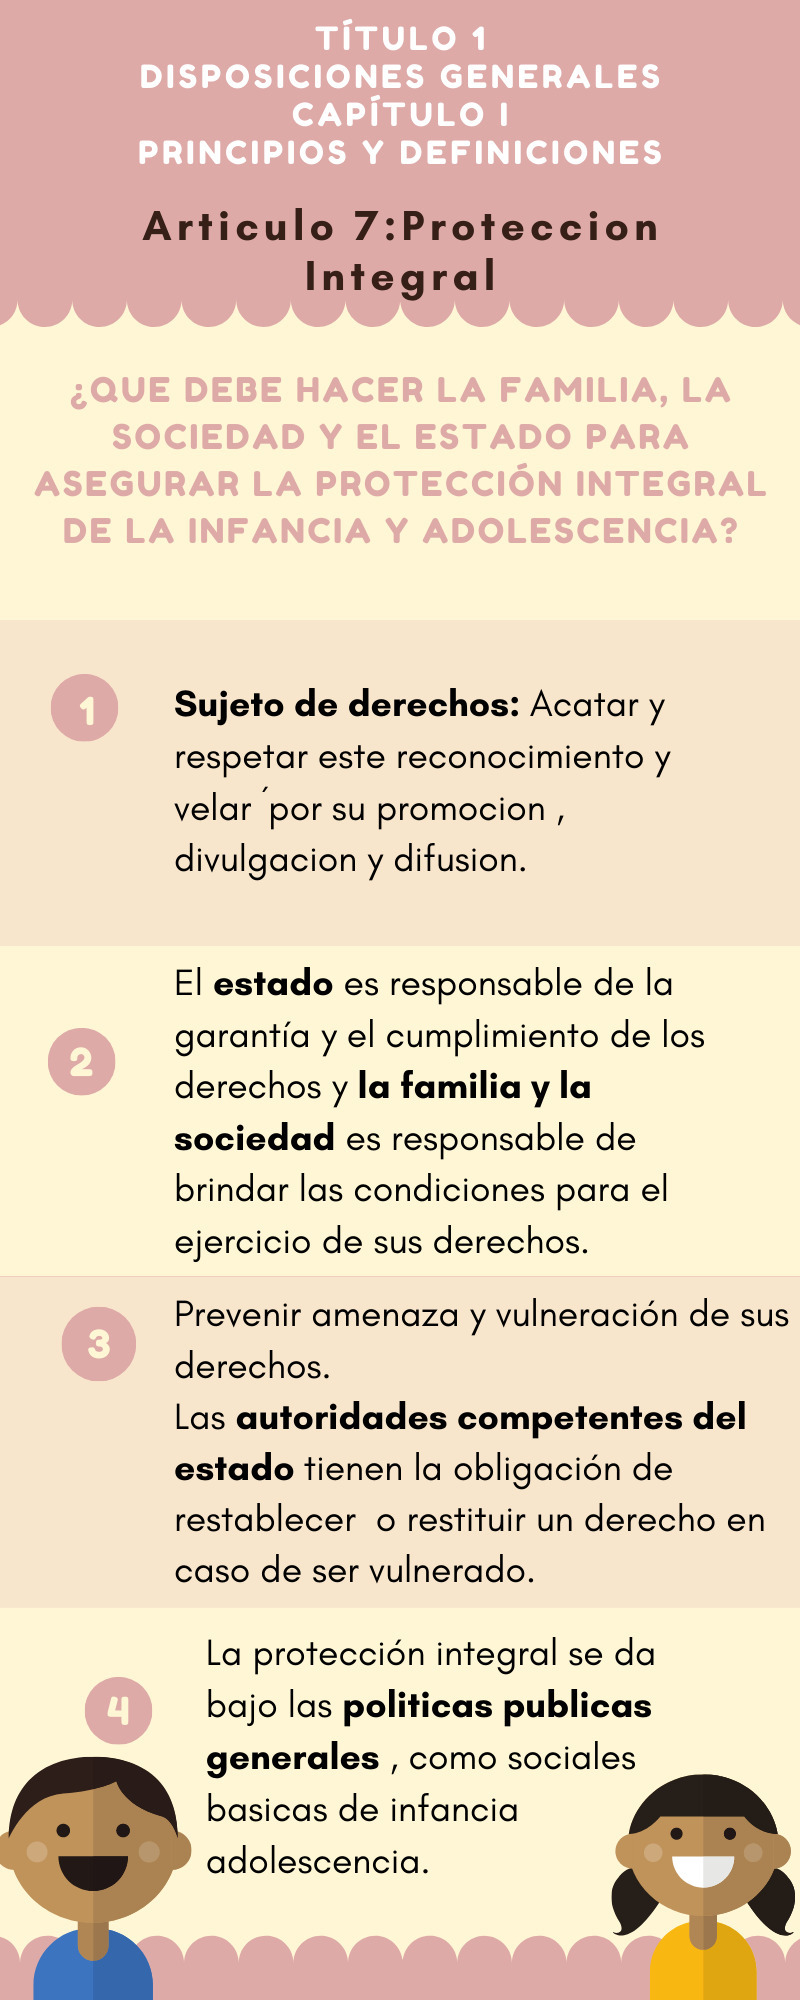 TÍTULO 1
DISPOSICIONES GENERALES
CAPÍTULO I
PRINCIPIOS Y DEFINICIONES
Articulo 7:Proteccion
Integral
¿QUE DEBE HACER LA FAMILIA, LA
SOCIEDAD Y EL ESTADO PARA
ASEGURAR LA PROTECCIÓN INTEGRAL
DE LA INFANCIA Y ADOLESCENCIA?
1
Sujeto de derechos: Acatar y
respetar este reconocimiento y
velar ´por su promocion ,
divulgacion y difusion.
2
El estado es responsable de la
garantía y el cumplimiento de los
derechos y la familia y la
sociedad es responsable de
brindar las condiciones para el
ejercicio de sus derechos.
3
Prevenir amenaza y vulneración de sus
derechos.
Las autoridades competentes del
estado tienen la obligación de
restablecer  o restituir un derecho en
caso de ser vulnerado.
4
La protección integral se da
bajo las politicas publicas
generales , como sociales
basicas de infancia
adolescencia.